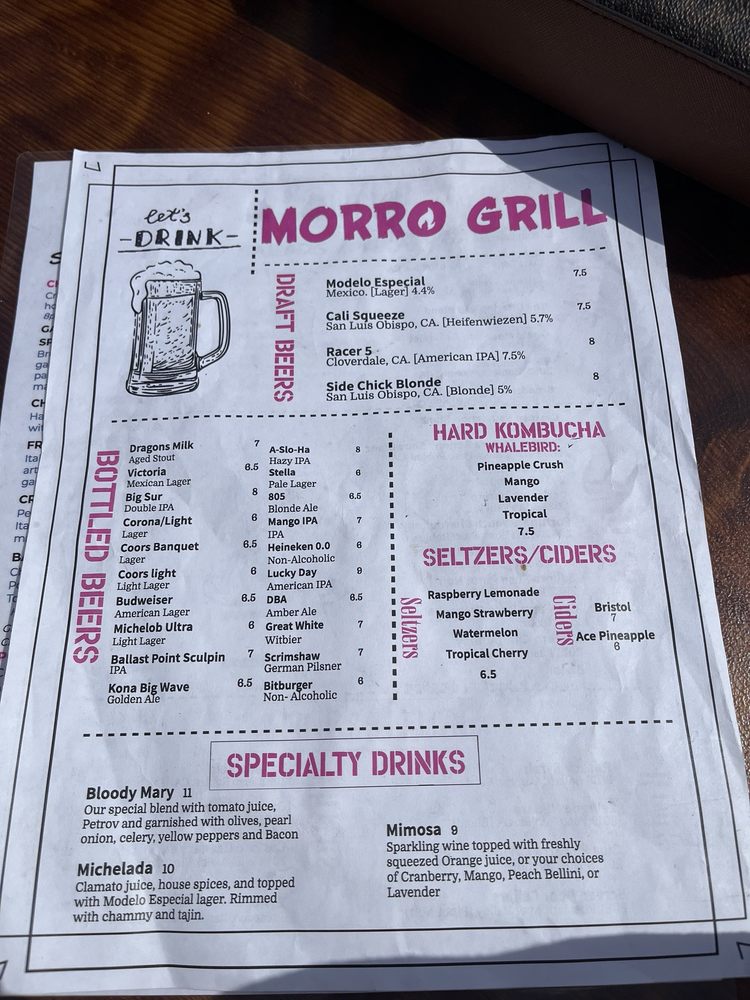 let's
-DRINK-
MORRO GRILL
DRAFT BEERS
Modelo Especial 7.5
Mexico. [Lager] 4.4%
Cali Squeeze 7.5
San Luis Obispo, CA. [Heifenwiezen] 5.7%
Racer 5 8
Cloverdale, CA. [American IPA] 7.5%
Side Chick Blonde 8
San Luis Obispo, CA. [Blonde] 5%
BOTTLED BEERS
Dragons Milk 7
Aged Stout
Victoria 6.5
Mexican Lager
Big Sur 8
Double IPA
Corona/Light 6
Lager
Coors Banquet 6.5
Lager
Coors light 6
Light Lager
Budweiser 6.5
American Lager
Michelob Ultra 6
Light Lager
Ballast Point Sculpin 7
IPA
Kona Big Wave 6.5
Golden Ale
A-Slo-Ha 8
Hazy IPA
Stella 6
Pale Lager
805 6.5
Blonde Ale
Mango IPA 7
IPA
Heineken 0.0 6
Non-Alcoholic
Lucky Day 9
American IPA
DBA 6.5
Amber Ale
Great White 7
Witbier
Scrimshaw 7
German Pilsner
Bitburger 6
Non- Alcoholic
HARD KOMBUCHA
WHALEBIRD:
Pineapple Crush
Mango
Lavender
Tropical
7.5
SELTZERS/CIDERS
Seltzers
Raspberry Lemonade
Mango Strawberry
Watermelon
Tropical Cherry
6.5
Ciders
Bristol
7
Ace Pineapple
6
SPECIALTY DRINKS
Bloody Mary 11
Our special blend with tomato juice,
Petrov and garnished with olives, pearl
onion, celery, yellow peppers and Bacon
Michelada 10
Clamato juice, house spices, and topped
with Modelo Especial lager. Rimmed
with chammy and tajin.
Mimosa 9
Sparkling wine topped with freshly
squeezed Orange juice, or your choices
of Cranberry, Mango, Peach Bellini, or
Lavender